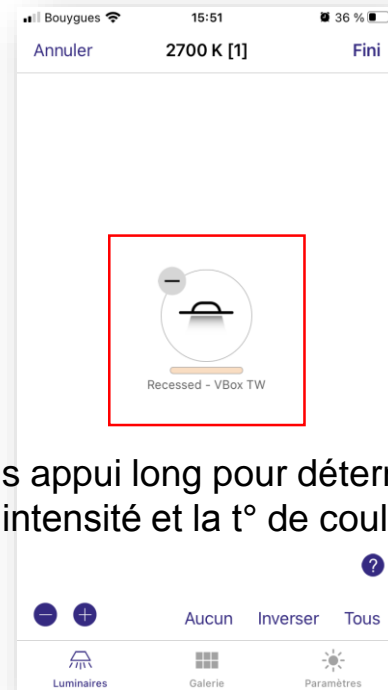 Bouygues 15:51 36 %
Annuler 2700 K [1] Fini
Recessed - VBox TW
s appui long pour déterr
intensité et la t° de coul
?
Aucun Inverser Tous
Luminaires Galerie Paramètres